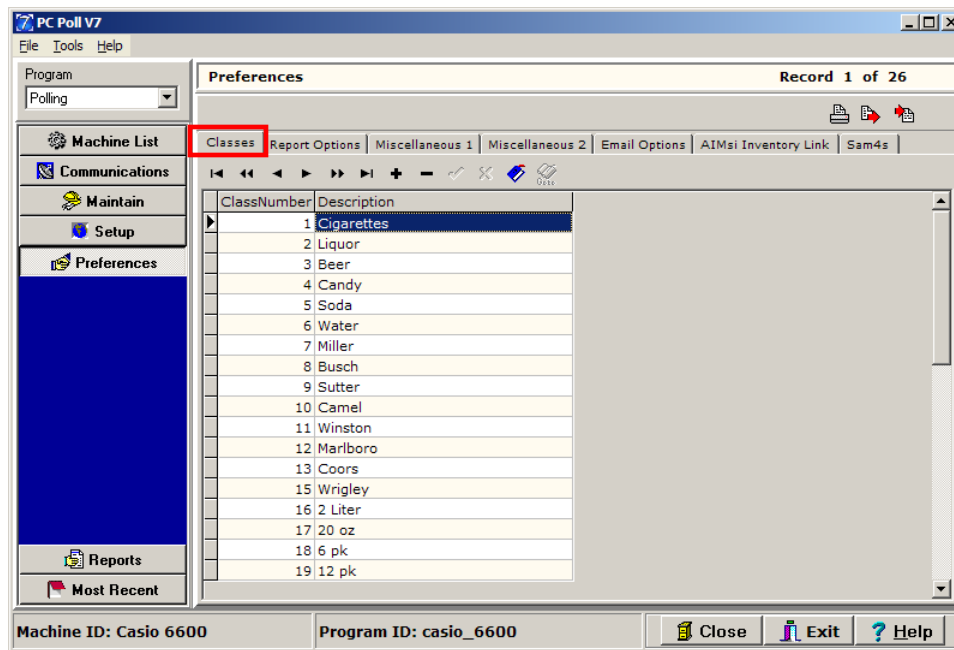 PC Poll V7
File Tools Help
Program
Polling
Preferences Record 1 of 26
Machine List
Communications
Maintain
Setup
Preferences
Classes Report Options Miscellaneous 1 Miscellaneous 2 Email Options AIMsi Inventory Link Sam4s
ClassNumber Description
1 Cigarettes
2 Liquor
3 Beer
4 Candy
5 Soda
6 Water
7 Miller
8 Busch
9 Sutter
10 Camel
11 Winston
12 Marlboro
13 Coors
15 Wrigley
16 2 Liter
17 20 oz
18 6 pk
19 12 pk
Reports
Most Recent
Machine ID: Casio 6600 Program ID: casio_6600 Close Exit Help